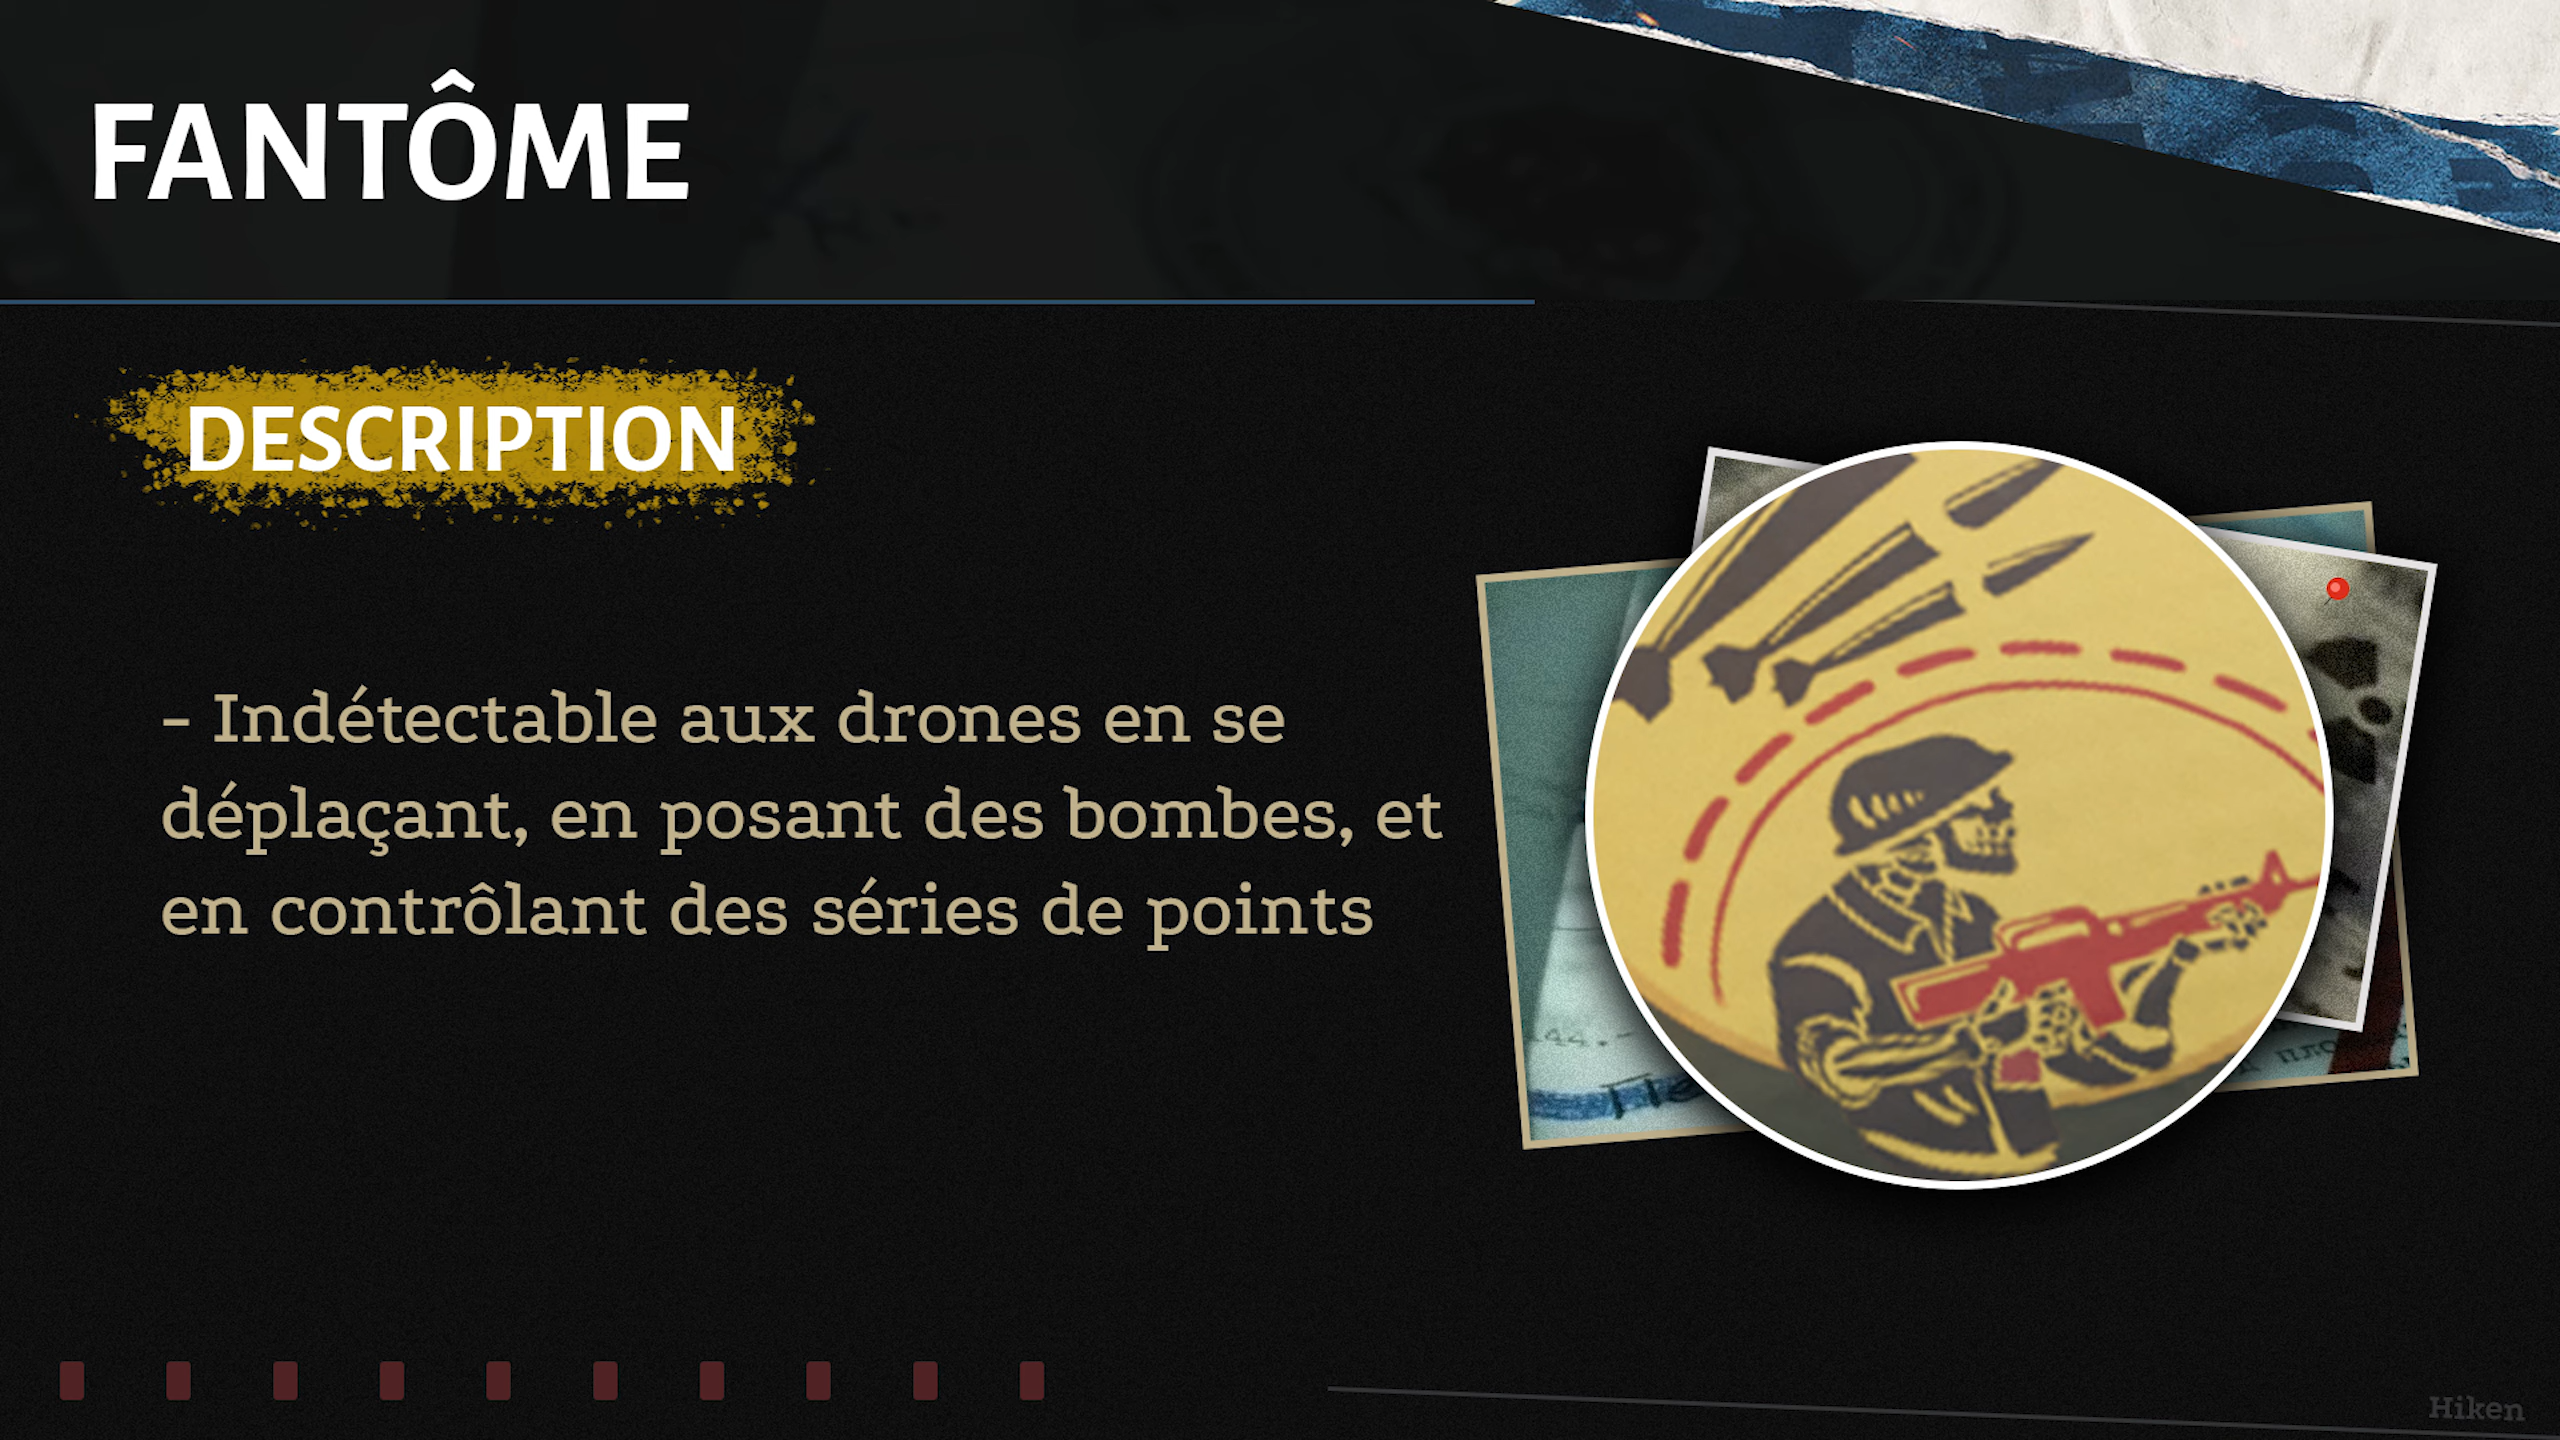 FANTÔME
DESCRIPTION
- Indétectable aux drones en se
déplaçant, en posant des bombes, et
en contrôlant des séries de points
44.-
Hiken